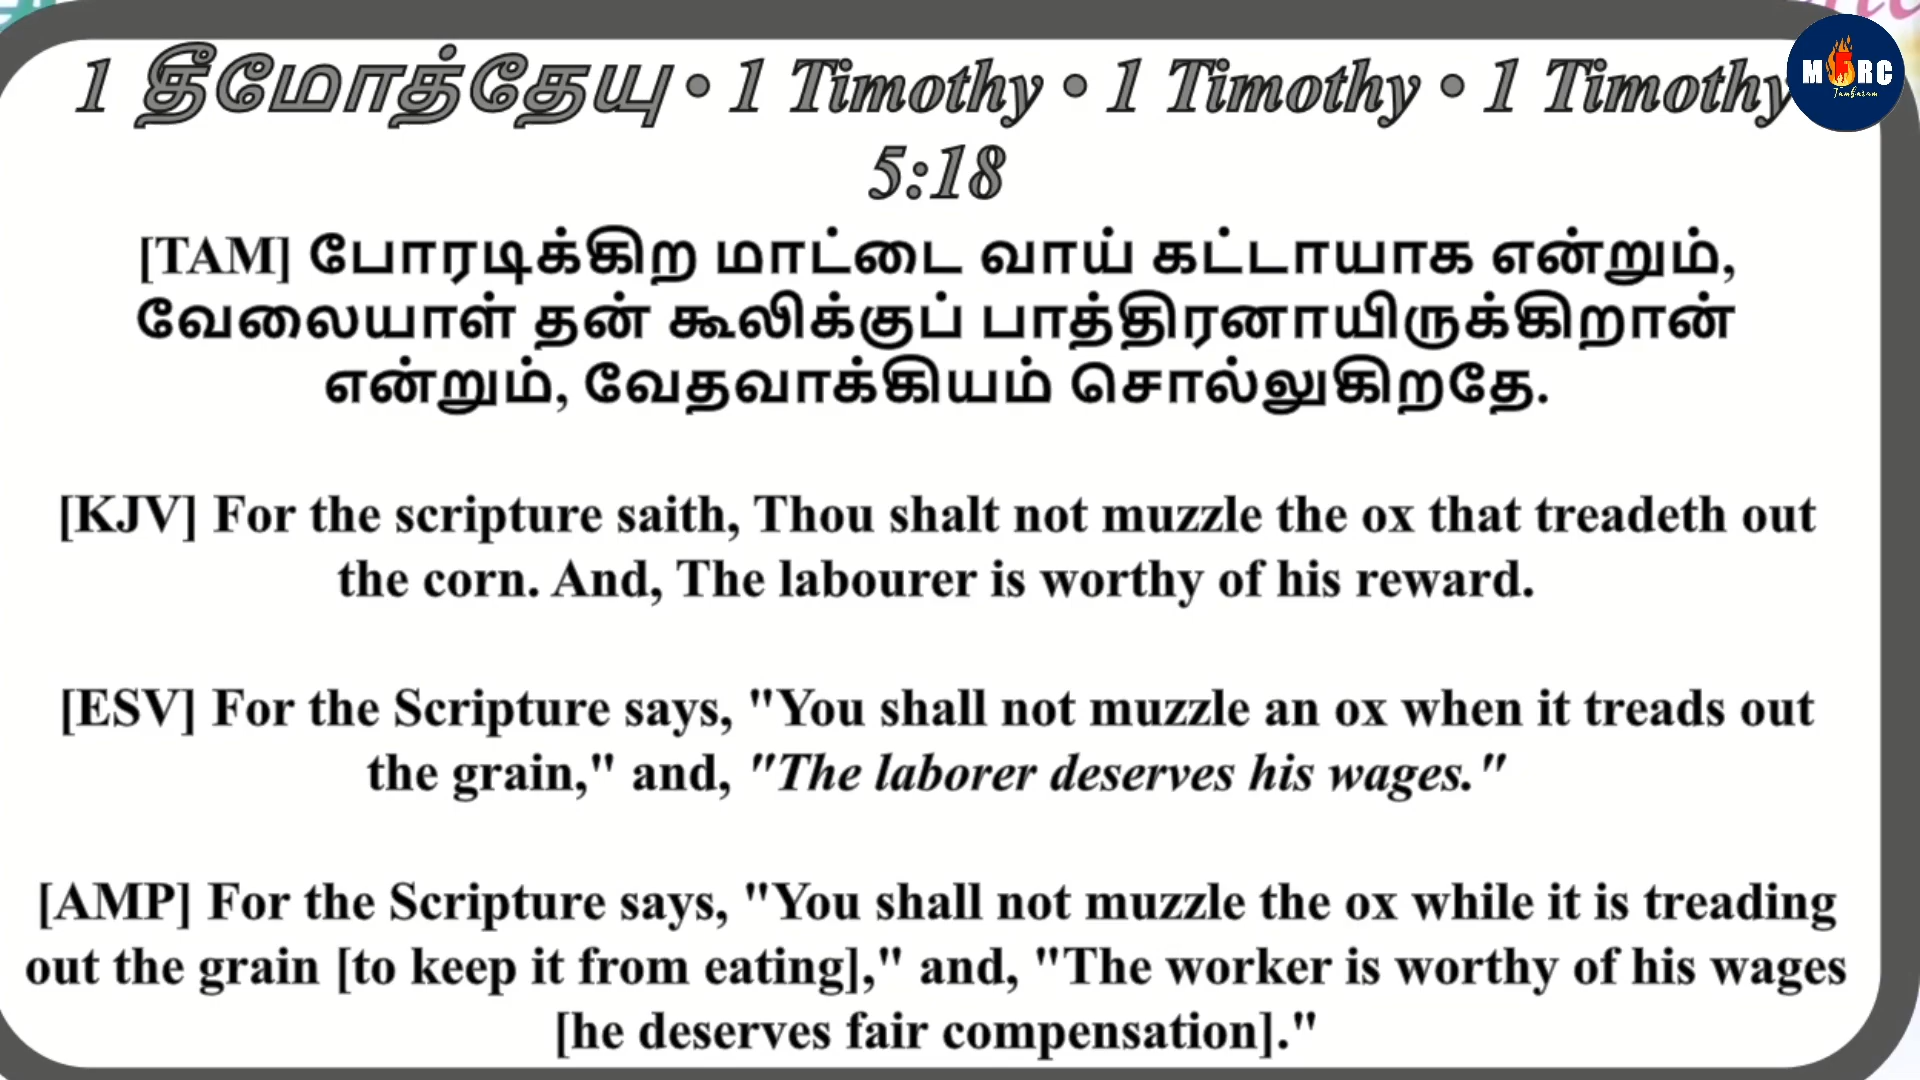 1 தீமோத்தேயு • 1 Timothy • 1 Timothy • 1 Timothy
5:18
[TAM] போரடிக்கிற மாட்டை வாய் கட்டாயாக என்றும்,
வேலையாள் தன் கூலிக்குப் பாத்திரனாயிருக்கிறான்
என்றும், வேதவாக்கியம் சொல்லுகிறதே.
[KJV] For the scripture saith, Thou shalt not muzzle the ox that treadeth out
the corn. And, The labourer is worthy of his reward.
[ESV] For the Scripture says, "You shall not muzzle an ox when it treads out
the grain," and, "The laborer deserves his wages."
[AMP] For the Scripture says, "You shall not muzzle the ox while it is treading
out the grain [to keep it from eating]," and, "The worker is worthy of his wages
[he deserves fair compensation]."
Tambaram